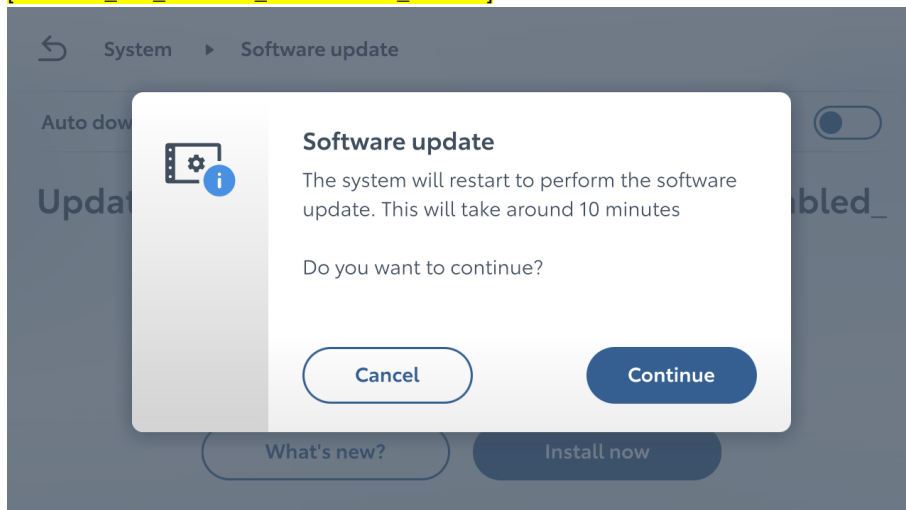 System ▸ Software update
Auto dow
Software update
The system will restart to perform the software
Updat
update. This will take around 10 minutes
bled_
Do you want to continue?
Cancel
Continue
What's new?
Install now